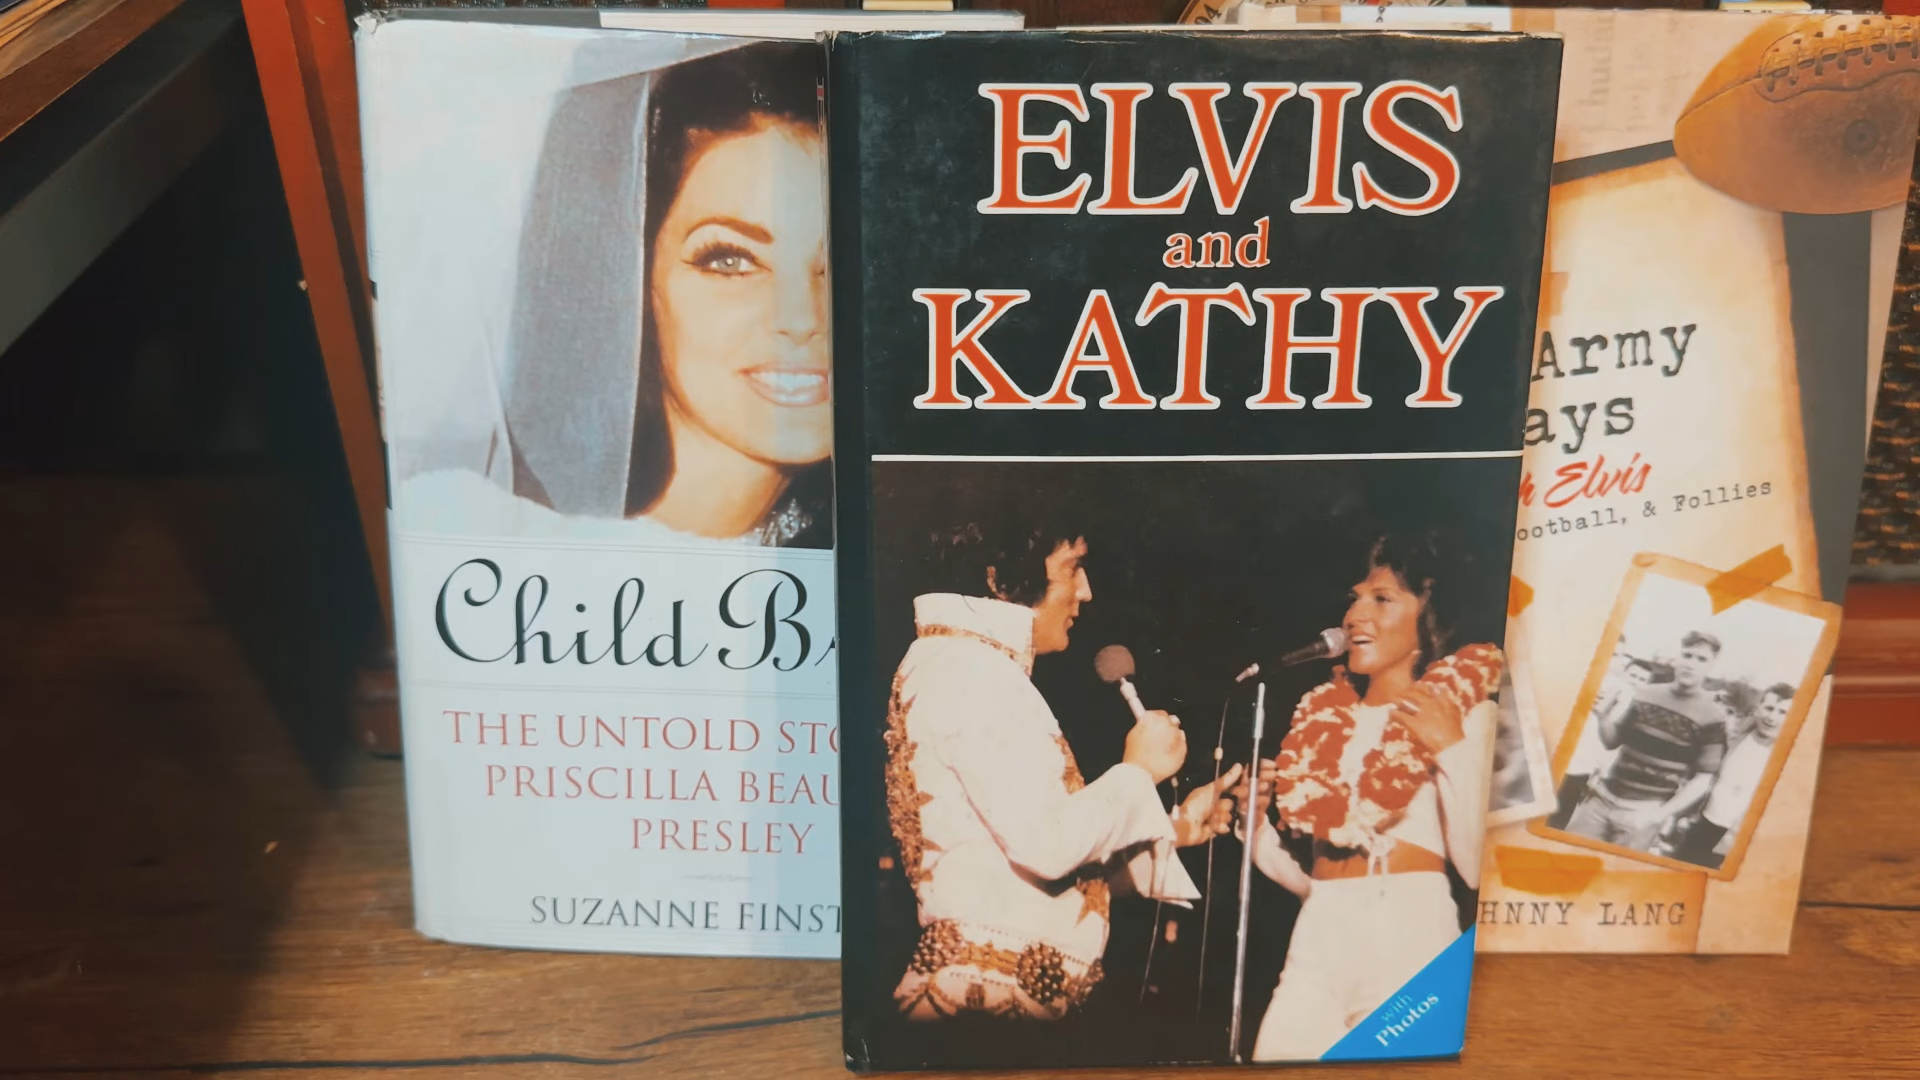 Child B
THE UNTOLD STO
PRISCILLA BEAU
PRESLEY
SUZANNE FINST
ELVIS
and
KATHY
with
Photos
Army
ays
h Elvis
ootball, & Follies
HNNY LANG